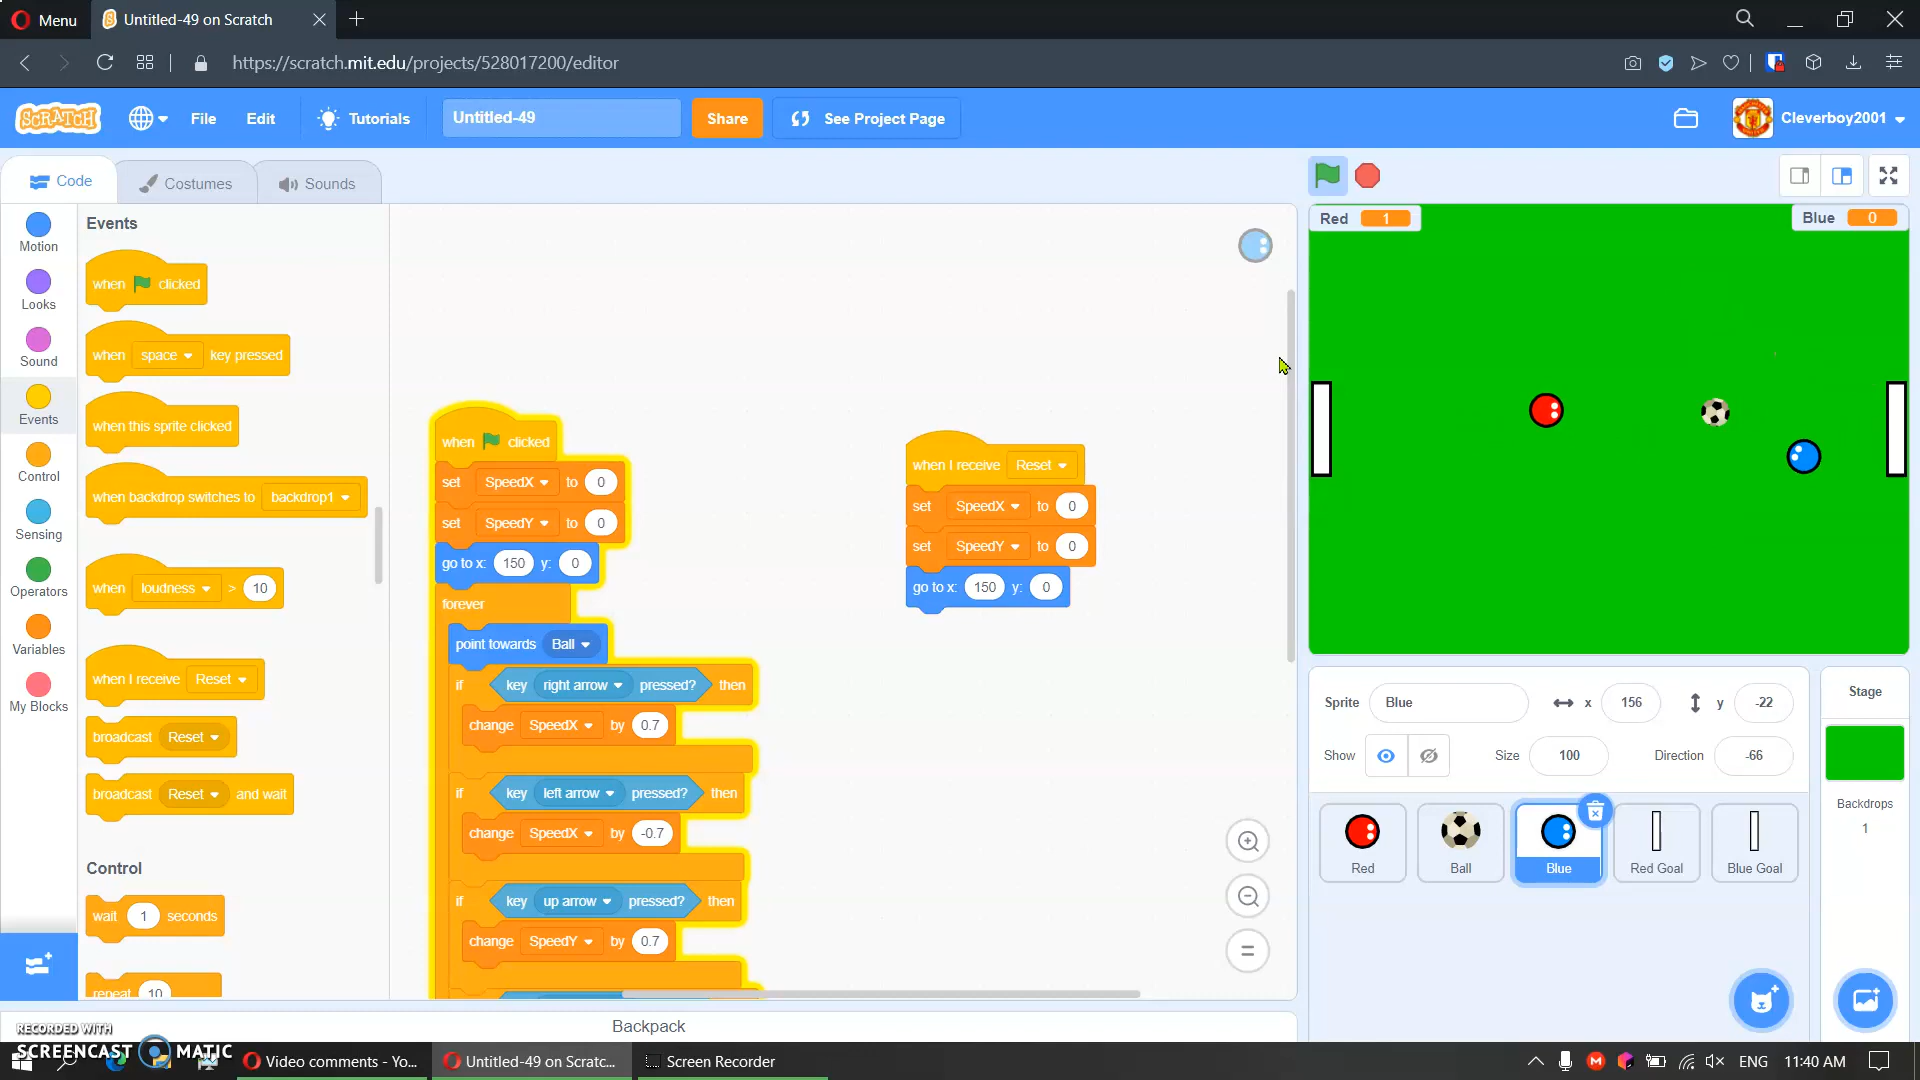 Menu
Untitled-49 on Scratch
https://scratch.mit.edu/projects/528017200/editor
SCRATCH
File
Edit
Tutorials
Untitled-49
Share
See Project Page
Cleverboy2001
Code
Costumes
Sounds
Motion
Looks
Sound
Events
Control
Sensing
Operators
Variables
My Blocks
Events
when clicked
when space key pressed
when this sprite clicked
when backdrop switches to backdrop1
when loudness > 10
when I receive Reset
broadcast Reset
broadcast Reset and wait
Control
wait 1 seconds
repeat 10
when clicked
set SpeedX to 0
set SpeedY to 0
go to x: 150 y: 0
forever
point towards Ball
if key right arrow pressed? then
change SpeedX by 0.7
if key left arrow pressed? then
change SpeedX by -0.7
if key up arrow pressed? then
change SpeedY by 0.7
when I receive Reset
set SpeedX to 0
set SpeedY to 0
go to x: 150 y: 0
Red 1
Blue 0
Sprite Blue x 156 y -22
Show Size 100 Direction -66
Red
Ball
Blue
Red Goal
Blue Goal
Stage
Backdrops
1
Backpack
RECORDED WITH
SCREENCAST MATIC
Video comments - Yo...
Untitled-49 on Scratc...
Screen Recorder
ENG
11:40 AM